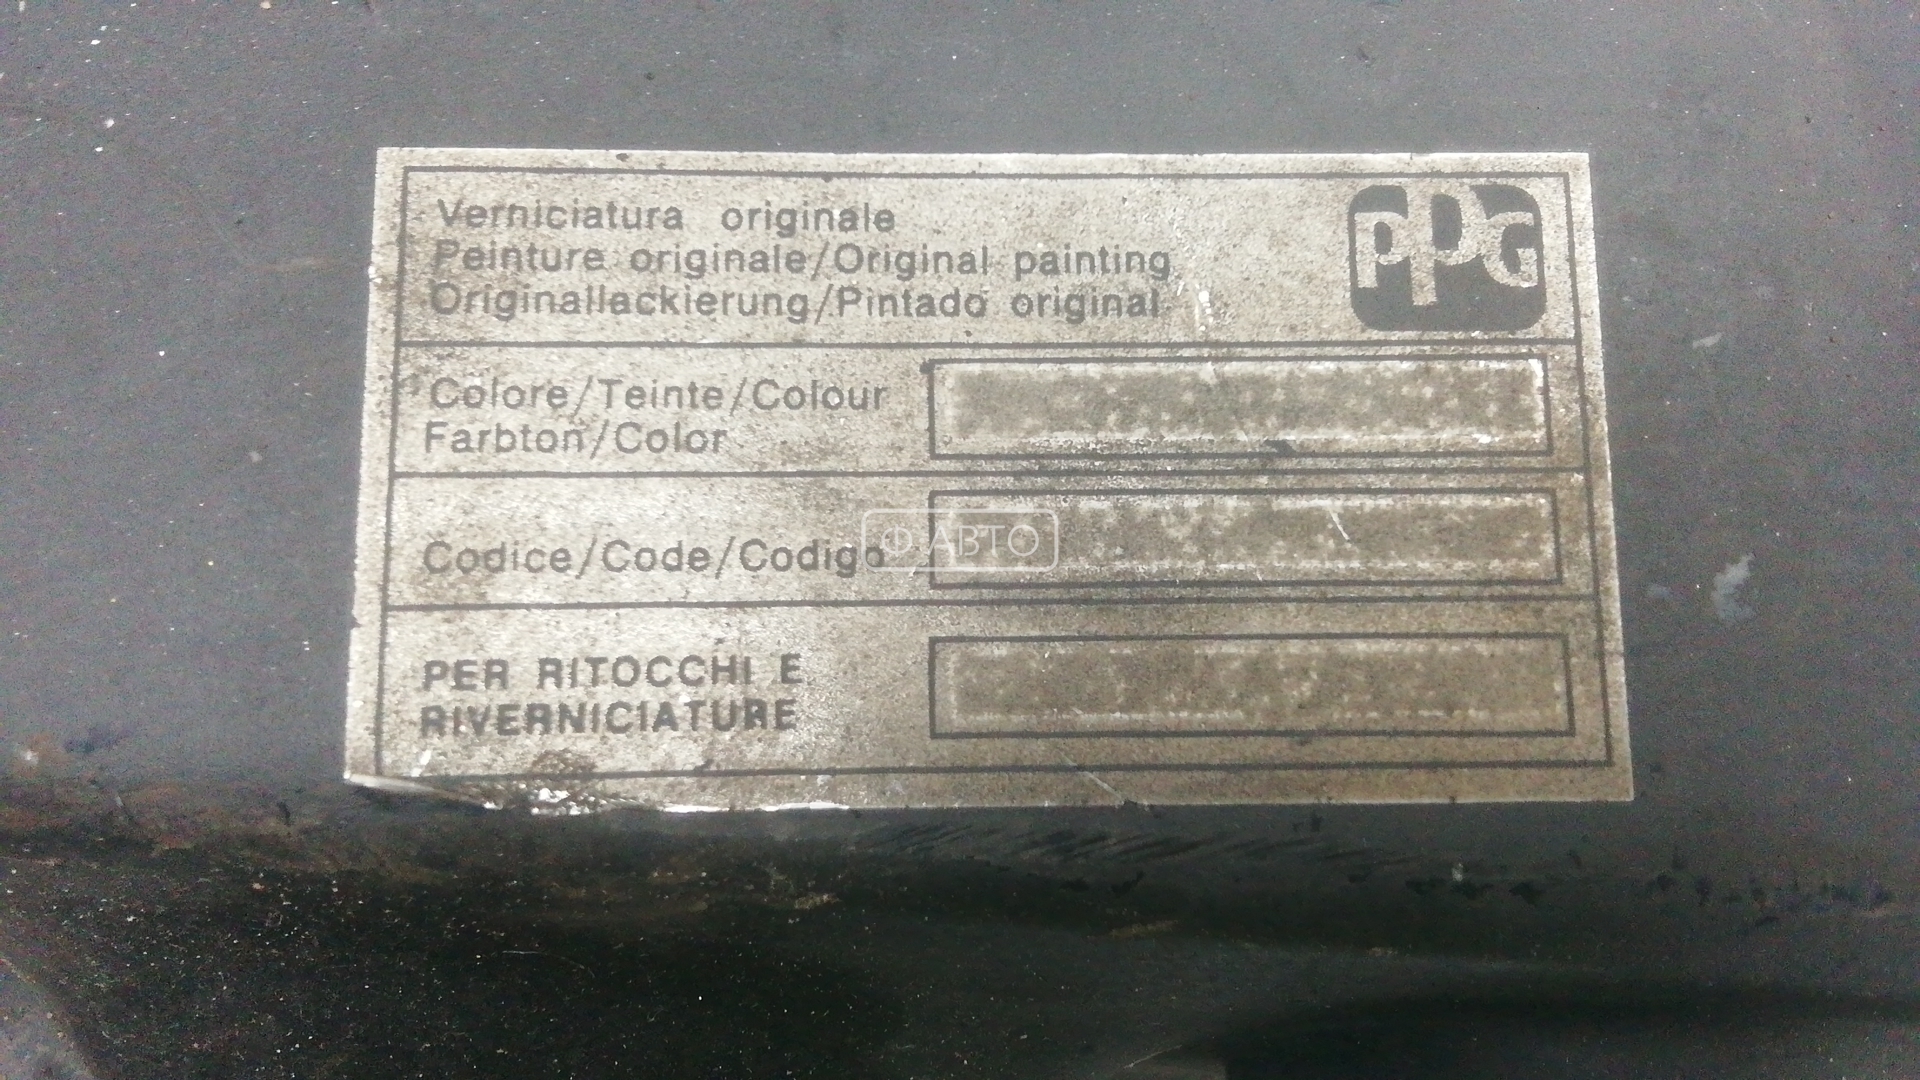 Verniciatura originale
PPG
Peinture originale/Original painting
Originallackierung/Pintado original
Colore/Teinte/Colour
Farbton/Color
Codice/Code/Codigo
Ф АВТО
PER RITOCCHI E
RIVERNICIATURE